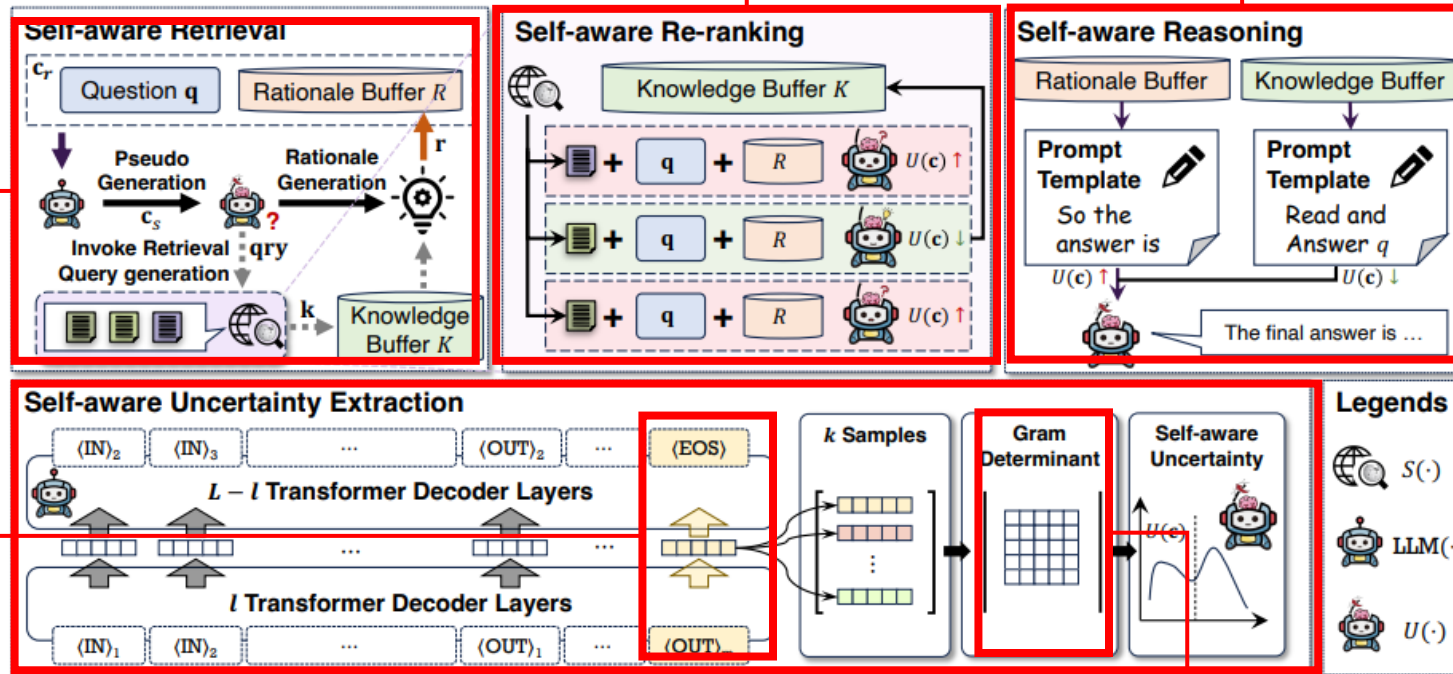 Self-aware Retrieval
c_r
Question q
Rationale Buffer R
Pseudo
Generation
c_s
Rationale
Generation
r
?
Invoke Retrieval
Query generation
qry
k
Knowledge
Buffer K
Self-aware Re-ranking
Knowledge Buffer K
+ q + R ? U(c) ↑
+ q + R U(c) ↓
+ q + R ? U(c) ↑
Self-aware Reasoning
Rationale Buffer
Knowledge Buffer
Prompt
Template
So the
answer is
Prompt
Template
Read and
Answer q
U(c) ↑
U(c) ↓
The final answer is ...
Self-aware Uncertainty Extraction
⟨IN⟩₂ ⟨IN⟩₃ ... ⟨OUT⟩₂ ... ⟨EOS⟩
L − l Transformer Decoder Layers
... ...
l Transformer Decoder Layers
⟨IN⟩₁ ⟨IN⟩₂ ... ⟨OUT⟩₁ ... ⟨OUT⟩
k Samples
⋮
Gram
Determinant
Self-aware
Uncertainty
U(c)
Legends
S(·)
LLM(·
U(·)